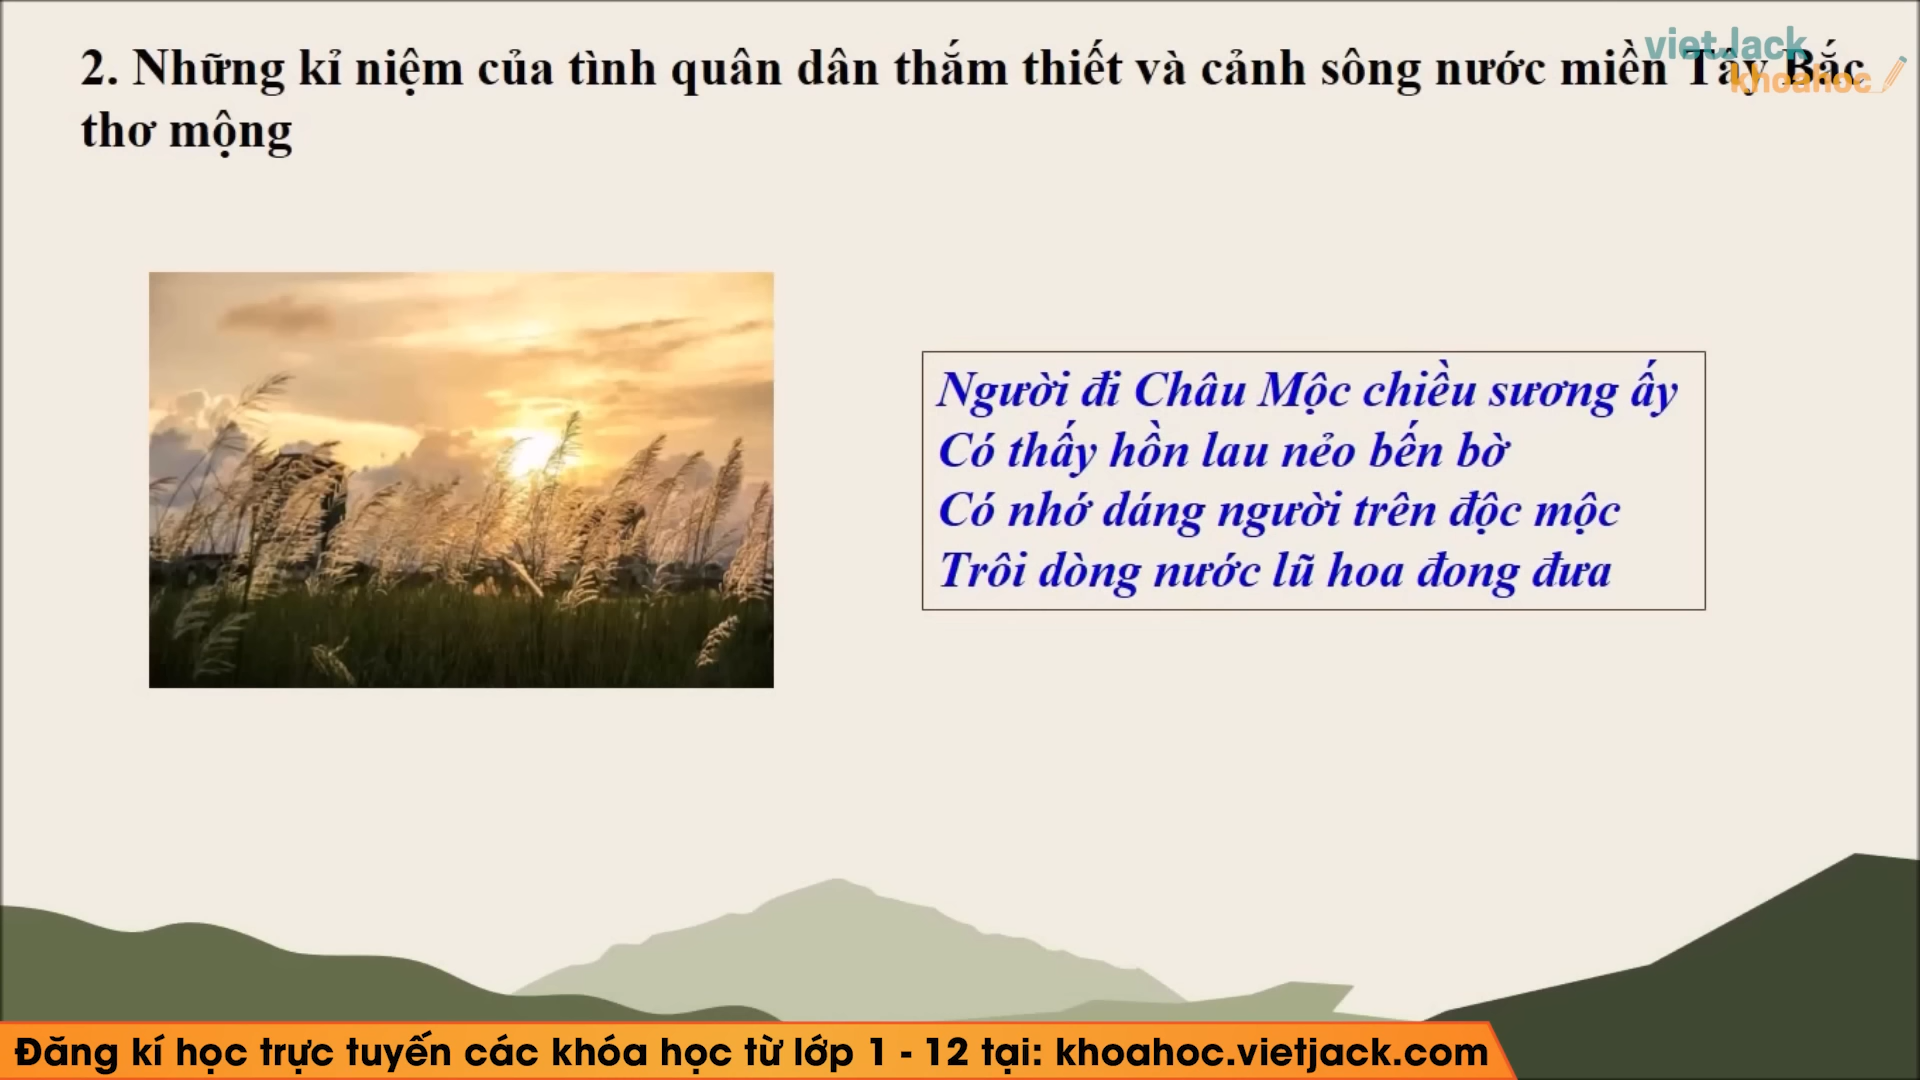 2. Những kỉ niệm của tình quân dân thắm thiết và cảnh sông nước miền Tây Bắc
thơ mộng
vietJack
khoahoc
Người đi Châu Mộc chiều sương ấy
Có thấy hồn lau nẻo bến bờ
Có nhớ dáng người trên độc mộc
Trôi dòng nước lũ hoa đong đưa
Đăng kí học trực tuyến các khóa học từ lớp 1 - 12 tại: khoahoc.vietjack.com